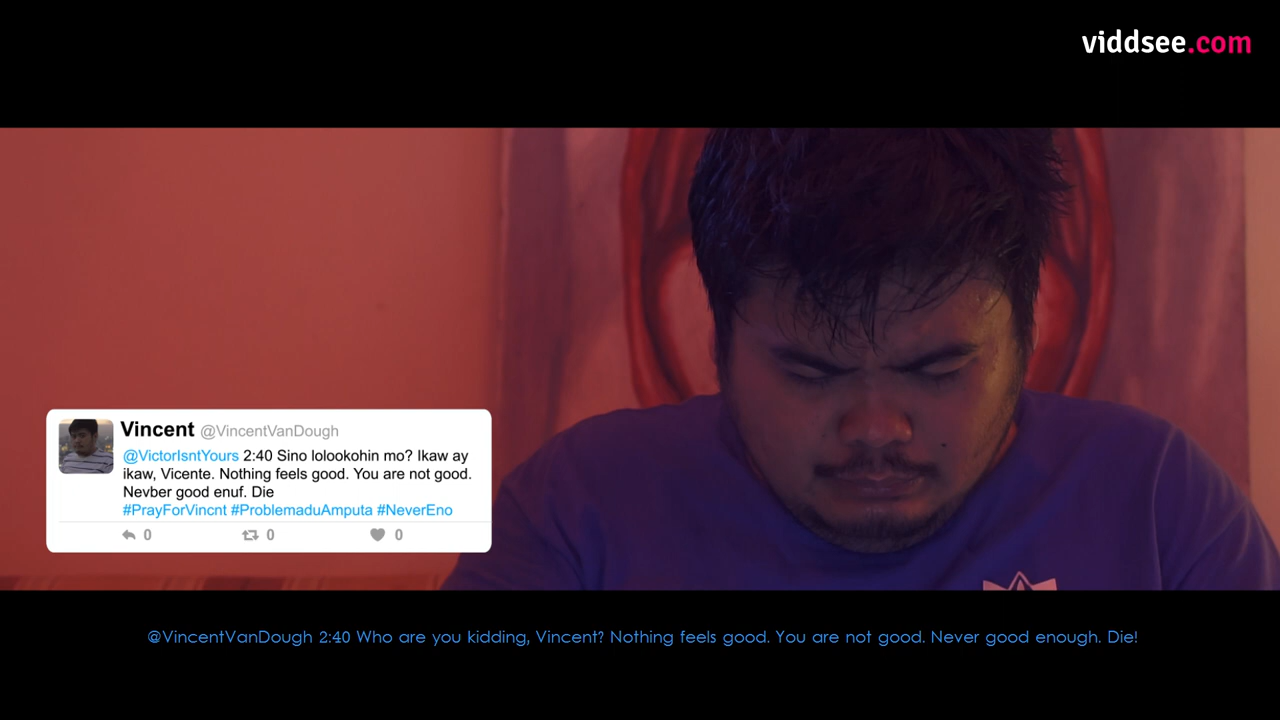 viddsee.com
Vincent @VincentVanDough
@VictorIsntYours 2:40 Sino lolookohin mo? Ikaw ay
ikaw, Vicente. Nothing feels good. You are not good.
Nevber good enuf. Die
#PrayForVincnt #ProblemaduAmputa #NeverEno
0 0 0
@VincentVanDough 2:40 Who are you kidding, Vincent? Nothing feels good. You are not good. Never good enough. Die!